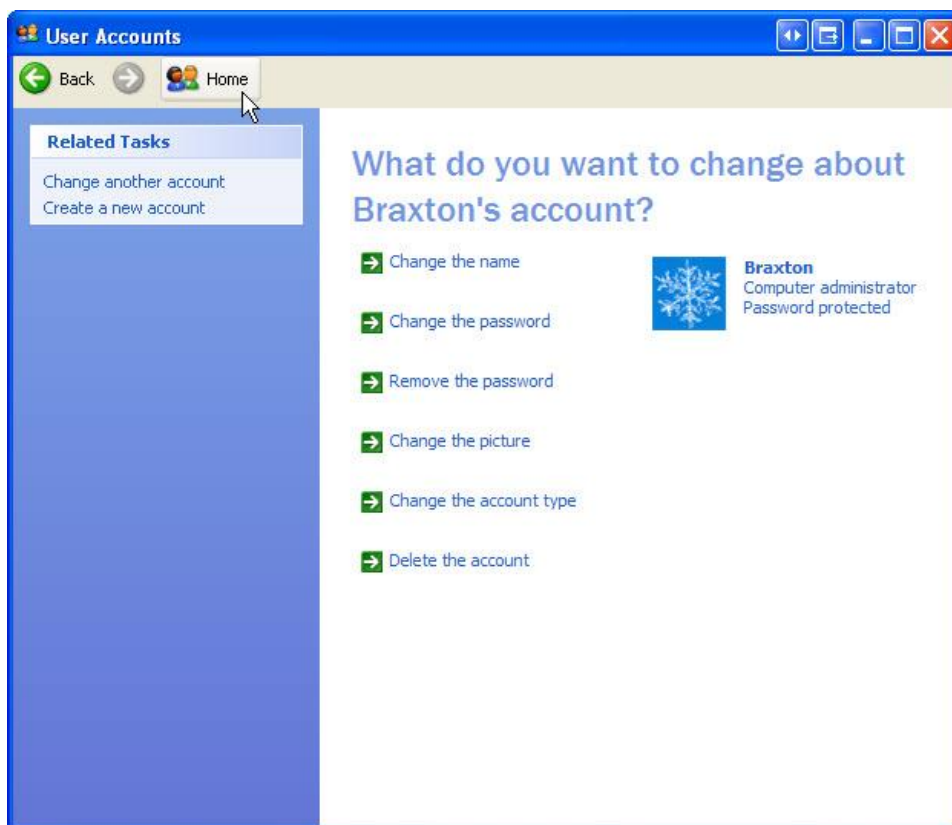 User Accounts
Back
Home
Related Tasks
Change another account
Create a new account
What do you want to change about
Braxton's account?
Change the name
Change the password
Remove the password
Change the picture
Change the account type
Delete the account
Braxton
Computer administrator
Password protected